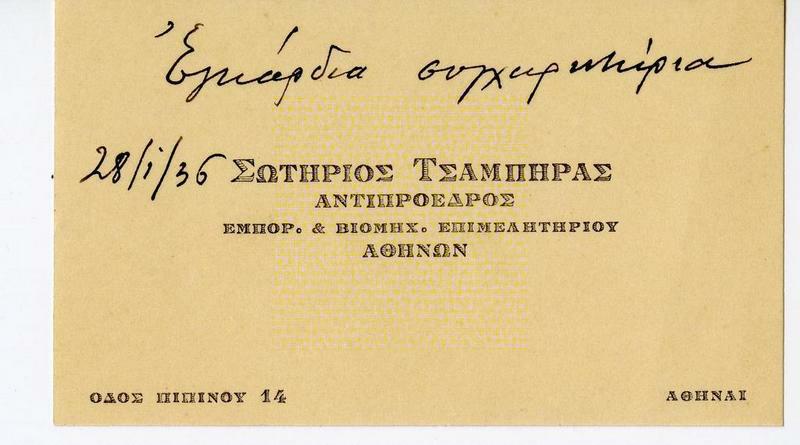 Ἐγκάρδια συγχαρητήρια
28/1/36
ΣΩΤΗΡΙΟΣ ΤΣΑΜΠΗΡΑΣ
ΑΝΤΙΠΡΟΕΔΡΟΣ
ΕΜΠΟΡ. & ΒΙΟΜΗΧ. ΕΠΙΜΕΛΗΤΗΡΙΟΥ
ΑΘΗΝΩΝ
ΟΔΟΣ ΠΙΠΙΝΟΥ 14
ΑΘΗΝΑΙ